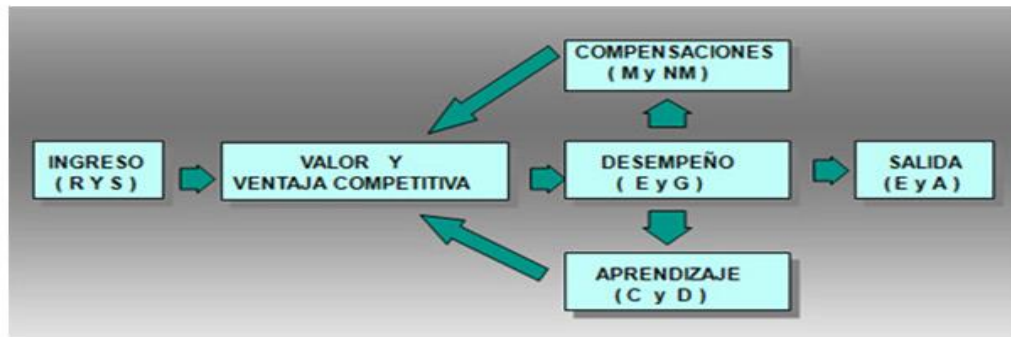 COMPENSACIONES
( M y NM )
INGRESO
( R Y S )
VALOR Y
VENTAJA COMPETITIVA
DESEMPEÑO
( E y G )
SALIDA
( E y A )
APRENDIZAJE
( C y D )